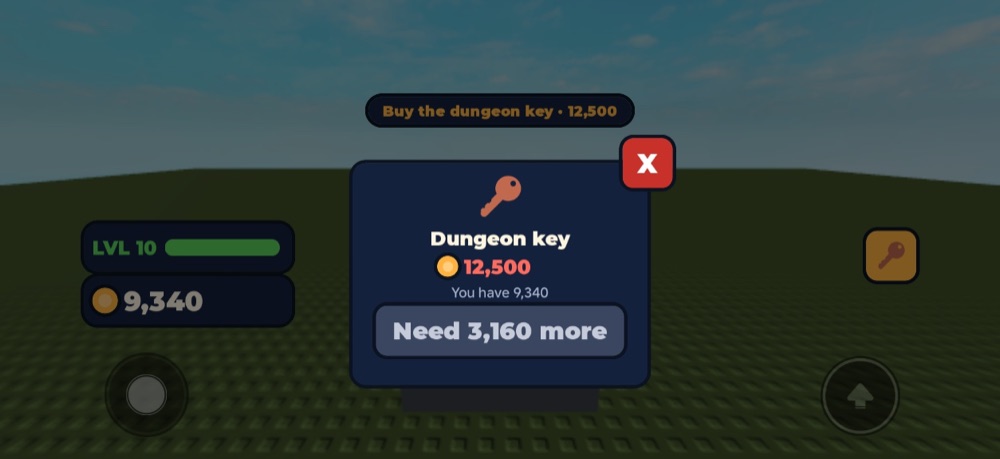 Buy the dungeon key • 12,500
X
Dungeon key
12,500
You have 9,340
Need 3,160 more
LVL 10
9,340